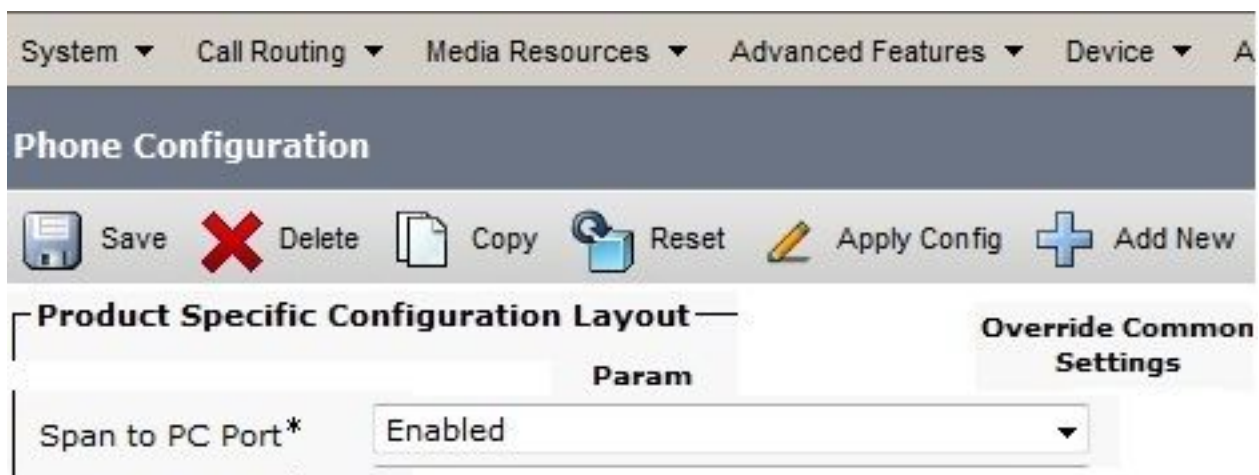 System Call Routing Media Resources Advanced Features Device A
Phone Configuration
Save Delete Copy Reset Apply Config Add New
Product Specific Configuration Layout
Override Common
Settings
Param
Span to PC Port* Enabled